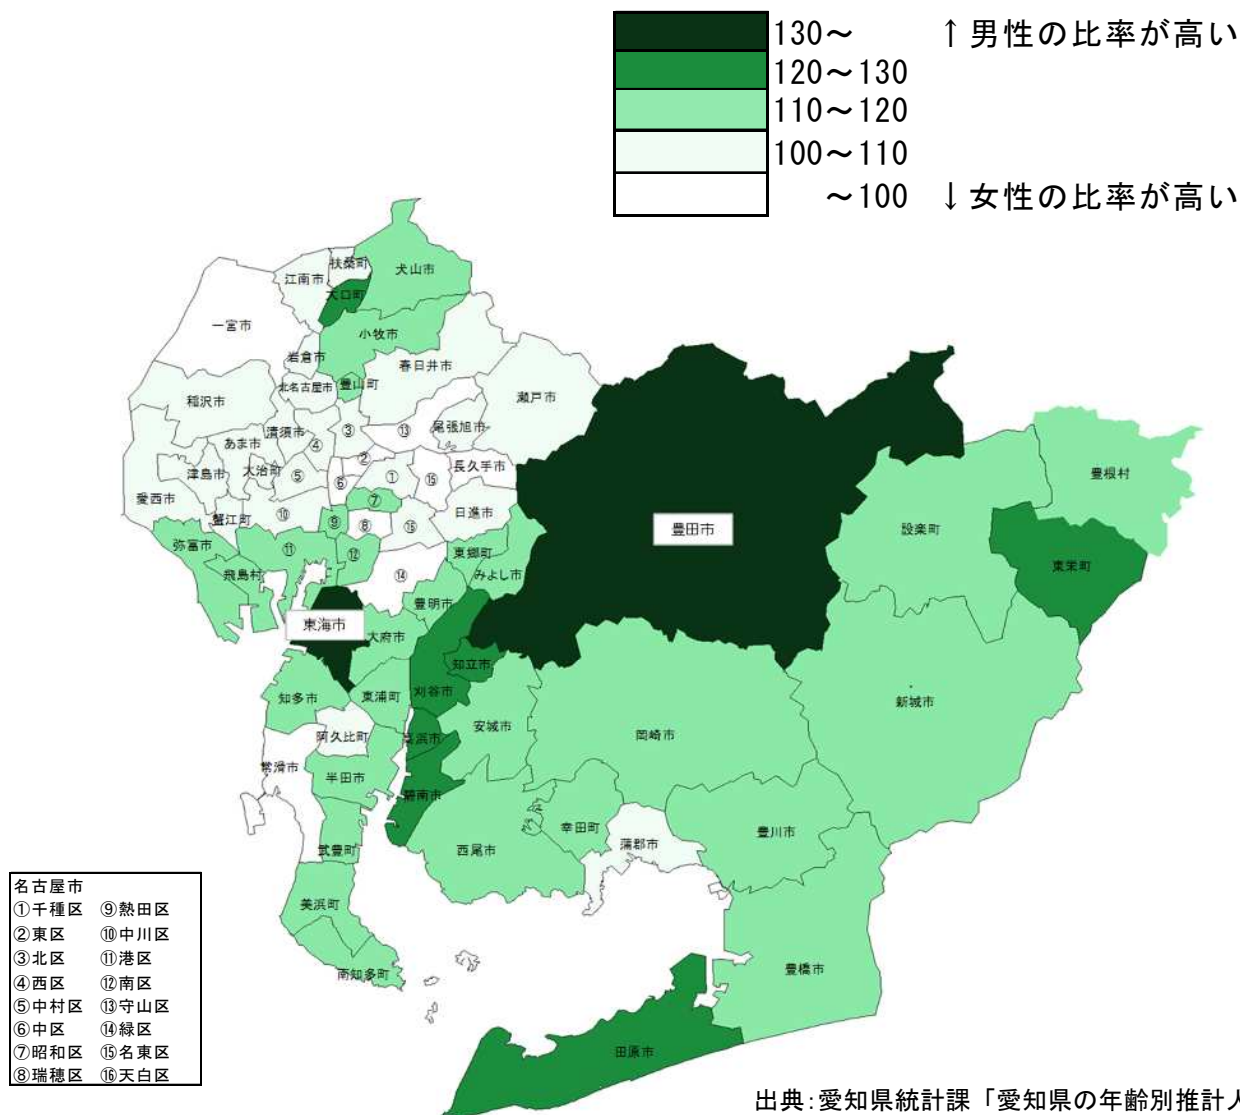 130～ ↑男性の比率が高い
120～130
110～120
100～110
～100 ↓女性の比率が高い
扶桑町
犬山市
江南市
大口町
一宮市
小牧市
岩倉市
春日井市
北名古屋市
豊山町
瀬戸市
稲沢市
尾張旭市
清須市
③
⑬
あま市
④
②
津島市
大治町
⑤
⑥
①
⑮
長久手市
豊根村
愛西市
蟹江町
⑩
⑦
日進市
⑨
⑧
⑯
豊田市
設楽町
弥富市
⑪
⑫
東郷町
飛島村
⑭
みよし市
東栄町
豊明市
東海市
大府市
知立市
知多市
東浦町
刈谷市
新城市
阿久比町
高浜市
安城市
岡崎市
常滑市
半田市
碧南市
武豊町
西尾市
幸田町
蒲郡市
豊川市
美浜町
南知多町
豊橋市
田原市
名古屋市
①千種区 ⑨熱田区
②東区 ⑩中川区
③北区 ⑪港区
④西区 ⑫南区
⑤中村区 ⑬守山区
⑥中区 ⑭緑区
⑦昭和区 ⑮名東区
⑧瑞穂区 ⑯天白区
出典:愛知県統計課「愛知県の年齢別推計人